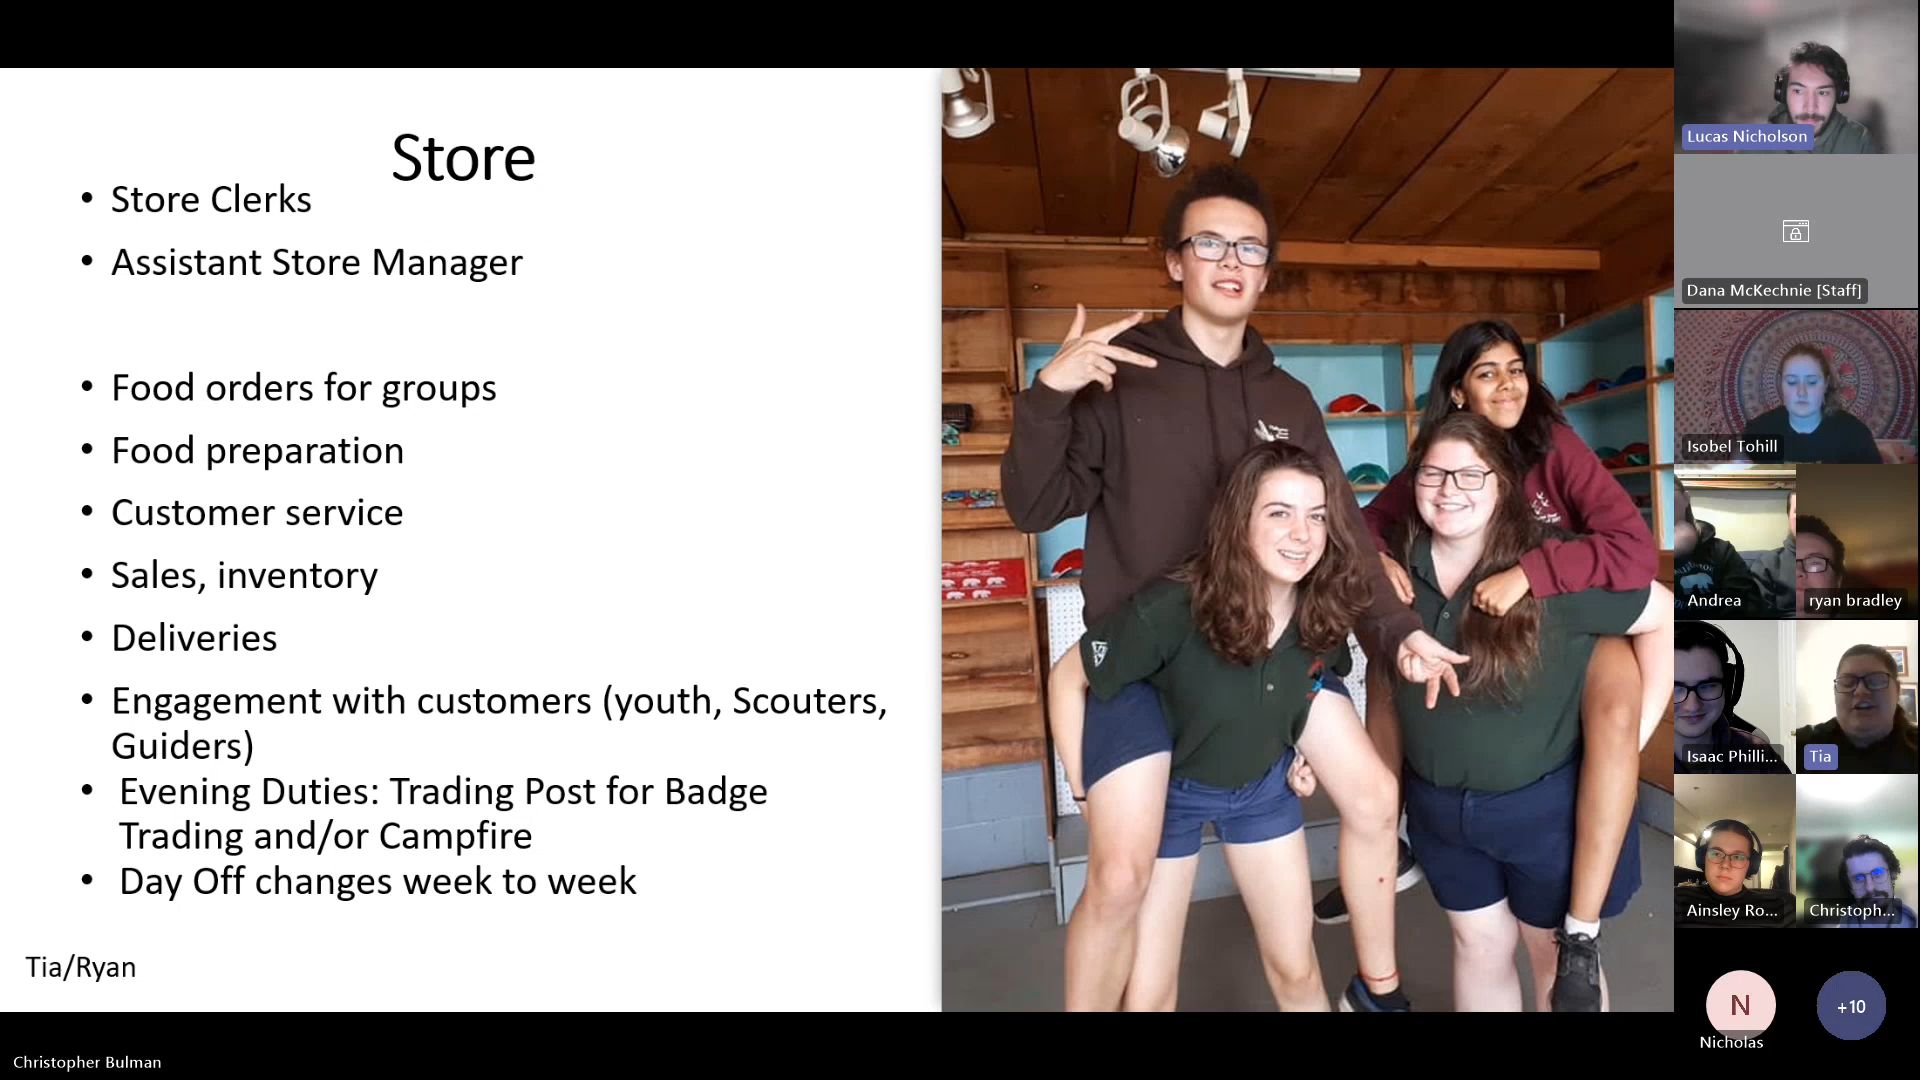 Store
• Store Clerks
• Assistant Store Manager
• Food orders for groups
• Food preparation
• Customer service
• Sales, inventory
• Deliveries
• Engagement with customers (youth, Scouters,
Guiders)
• Evening Duties: Trading Post for Badge
Trading and/or Campfire
• Day Off changes week to week
Tia/Ryan
Christopher Bulman
Lucas Nicholson
Dana McKechnie [Staff]
Isobel Tohill
Andrea
ryan bradley
Isaac Philli...
Tia
Ainsley Ro...
Christoph...
N
Nicholas
+10